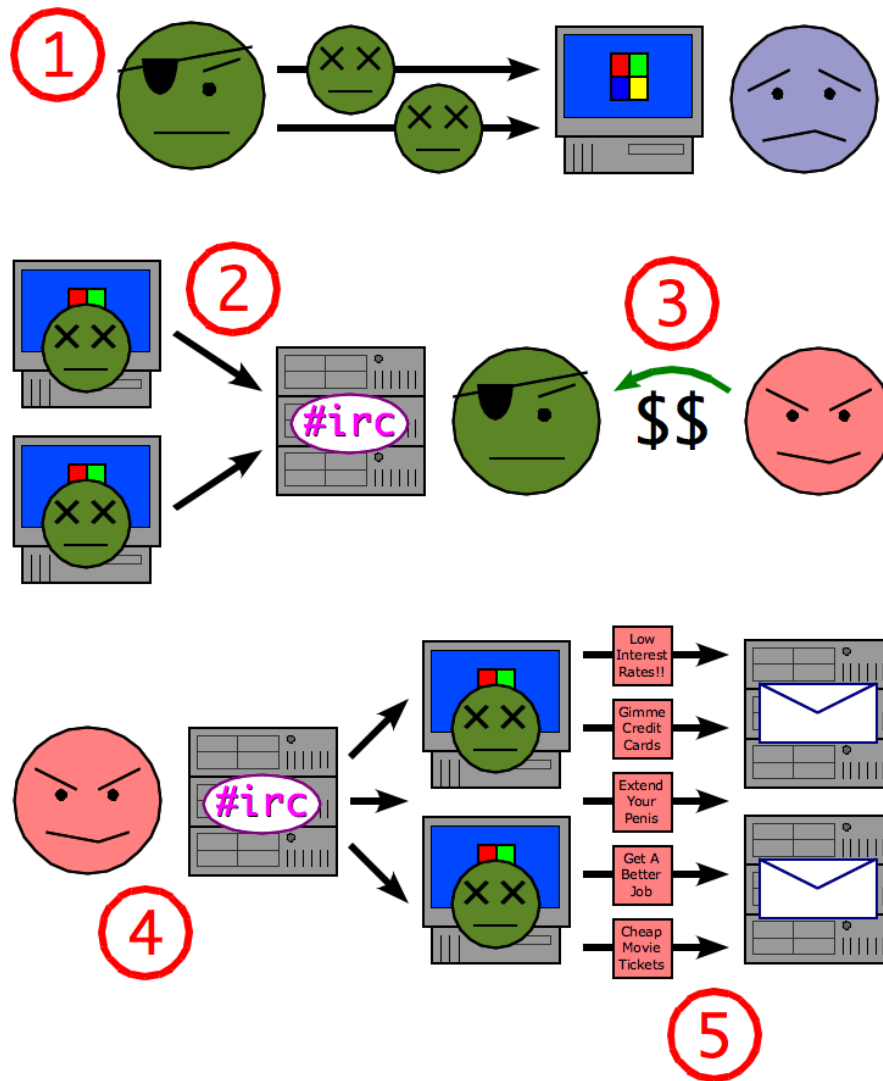 1
2
3
#irc
$$
Low
Interest
Rates!!
Gimme
Credit
Cards
#irc
Extend
Your
Penis
Get A
Better
Job
4
Cheap
Movie
Tickets
5